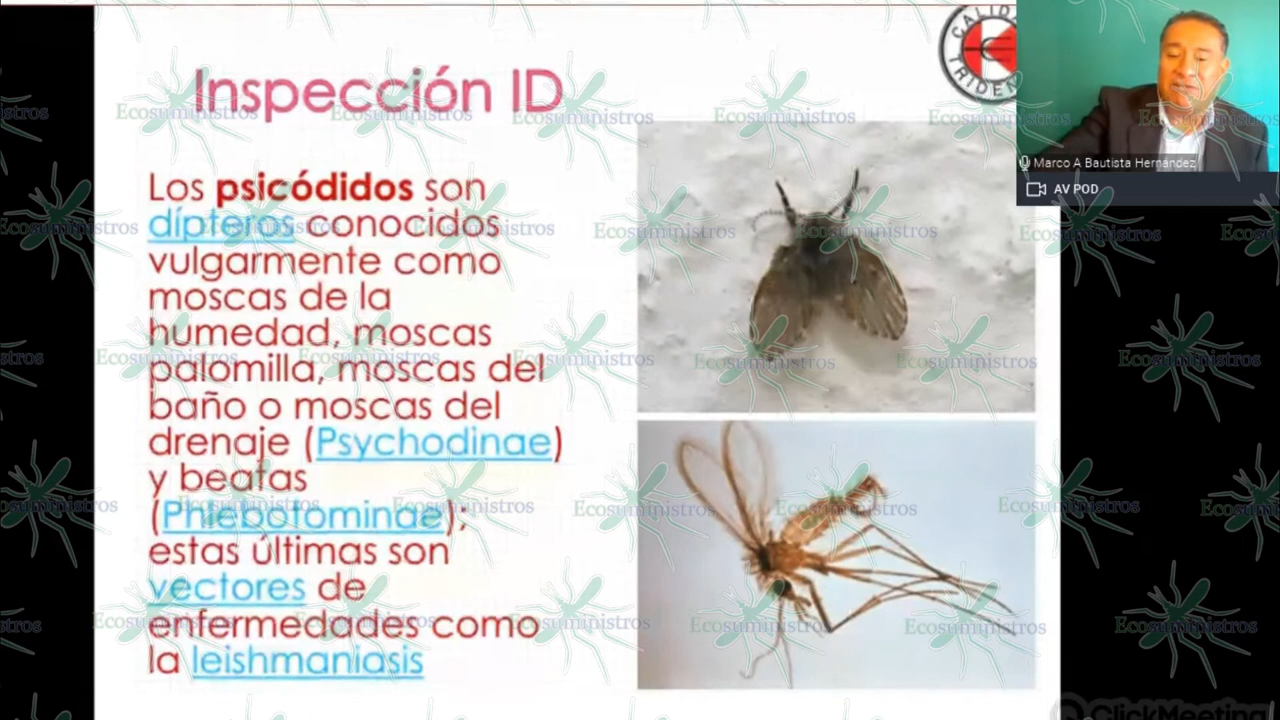 Inspección ID
Los psicódidos son
dípteros conocidos
vulgarmente como
moscas de la
humedad, moscas
palomilla, moscas del
baño o moscas del
drenaje (Psychodinae)
y beatas
(Phlebotominae);
estas últimas son
vectores de
enfermedades como
la leishmaniasis
Marco A Bautista Hernández
AV POD
Ecosuministros
ClickMeeting